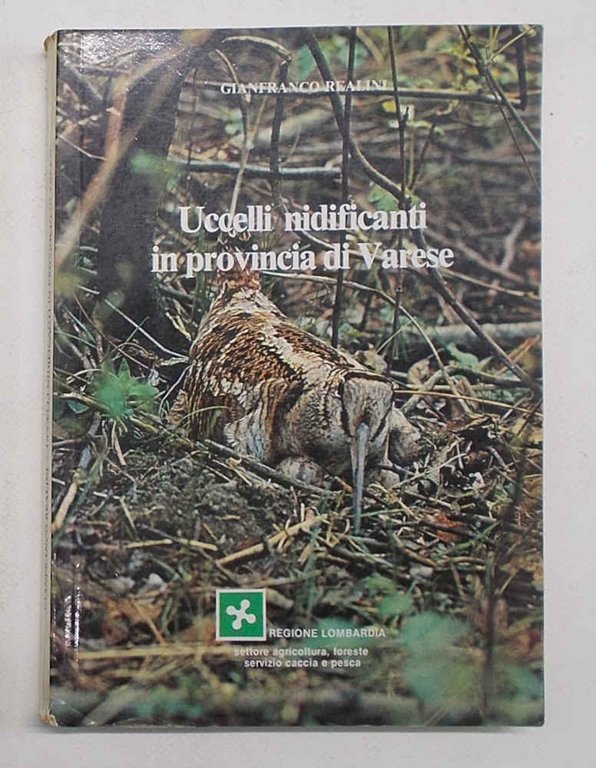 GIANFRANCO REALINI
Uccelli nidificanti
in provincia di Varese
REGIONE LOMBARDIA
settore agricoltura, foreste
servizio caccia e pesca